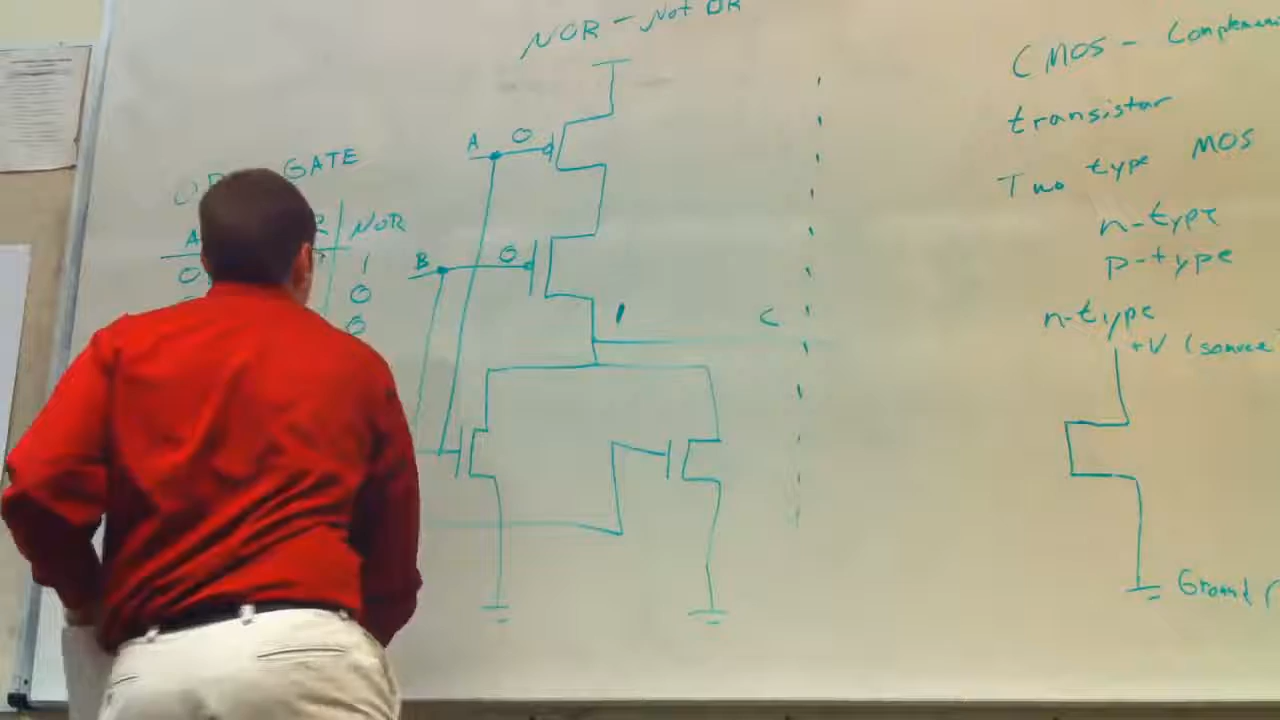 NOR - Not OR
GATE
A
NOR
0
1
0
0
A
0
B
0
1
C
CMOS -
transistor
Two type MOS
n-type
p-type
n-type
+V (source
Ground